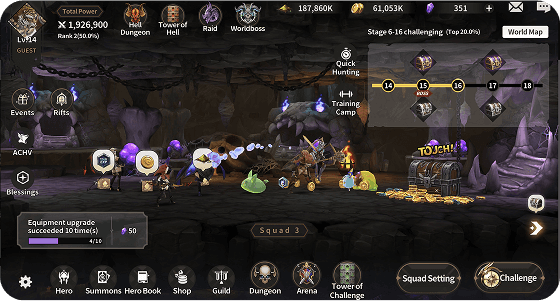 Total Power
1,926,900
Rank 2(50.0%)
Lvl.14
GUEST
Hell
Dungeon
Tower of
Hell
Raid
Worldboss
187,860K
61,053K
351
+
Stage 6-16 challenging (Top 20.0%)
World Map
14
15
16
17
18
BOSS
Quick
Hunting
Training
Camp
Events
Rifts
ACHV
Blessings
TOUCH!
Equipment upgrade
succeeded 10 time(s)
4/10
50
Squad 3
Hero
Summons
Hero Book
Shop
Guild
Dungeon
Arena
Tower of
Challenge
Squad Setting
Challenge